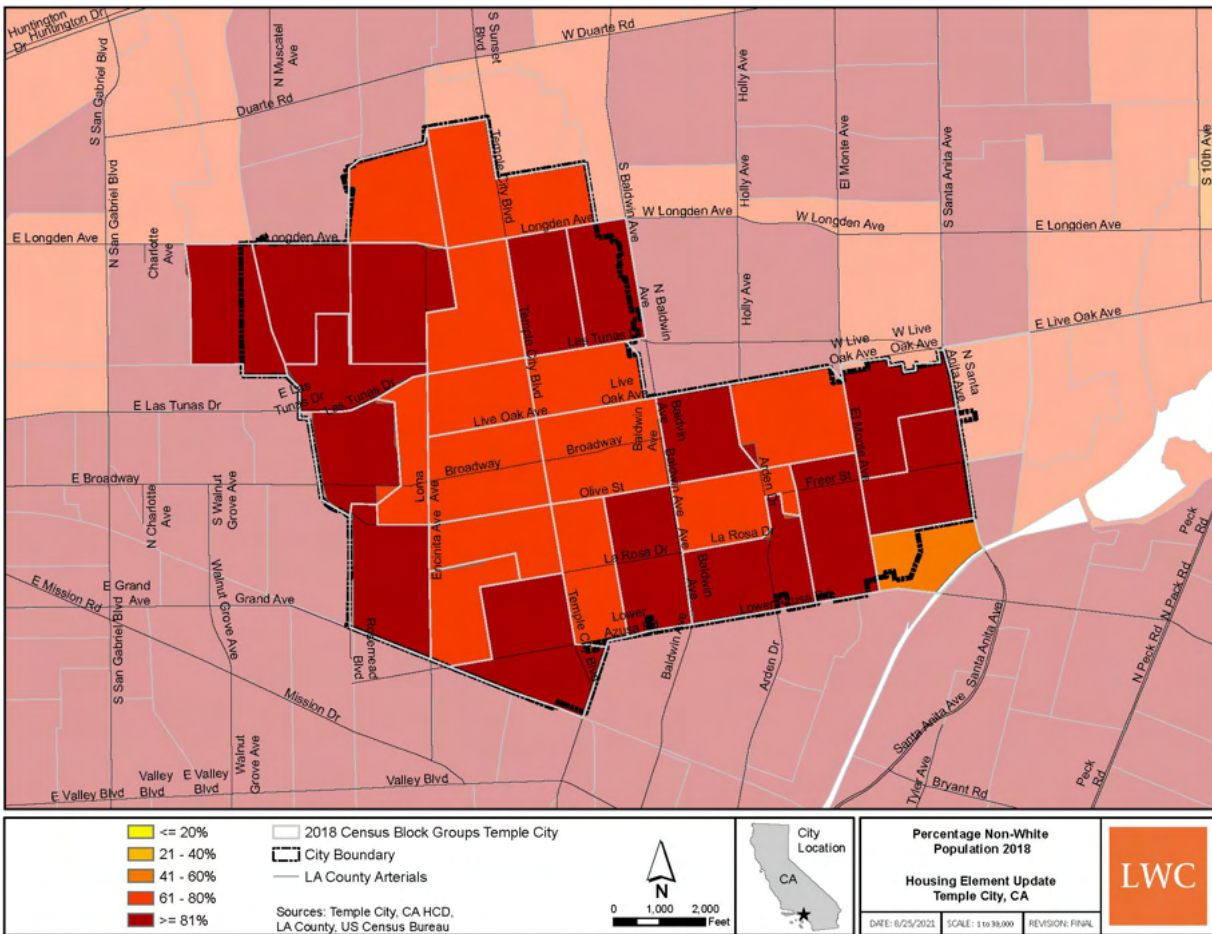 Huntington
Dr
Huntington Dr
S San Gabriel Blvd
N Muscatel
Ave
S Sunset
Blvd
W Duarte Rd
Duarte Rd
Holly Ave
El Monte Ave
S Santa Anita Ave
S 10th Ave
Temple City Blvd
S Baldwin Ave
Holly Ave
E Longden Ave
N San Gabriel Blvd
Charlotte
Ave
Longden Ave
Longden Ave
W Longden Ave
W Longden Ave
E Longden Ave
N Baldwin
Ave
Holly Ave
Temple City Blvd
Las Tunas Dr
W Live
Oak Ave
W Live
Oak Ave
E Live Oak Ave
N Santa
Anita Ave
E Las Tunas Dr
E Las
Tunas Dr
Las Tunas Dr
Live
Oak Ave
Live Oak Ave
Baldwin
Ave
Baldwin
Ave
El Monte Ave
E Broadway
Broadway
Broadway
Loma
Ave
Olive St
Arden Dr
Freer St
N Charlotte
Ave
S Walnut
Grove Ave
Encinita Ave
Baldwin Ave
La Rosa Dr
La Rosa Dr
E Mission Rd
E Grand
Ave
Grand Ave
Walnut Grove Ave
S San Gabriel Blvd
Rosemead
Blvd
Temple City Blvd
Lower
Azusa Rd
Baldwin
Ave
Lower Azusa
Baldwin Ave
Arden Dr
Santa Anita Ave
Santa Anita Ave
Peck
Rd
N Peck Rd
N Peck Rd
Mission Dr
Walnut
Grove Ave
Valley
Blvd
E Valley
Blvd
E Valley Blvd
Valley Blvd
Tyler Ave
Bryant Rd
Peck
Rd
<= 20%
21 - 40%
41 - 60%
61 - 80%
>= 81%
2018 Census Block Groups Temple City
City Boundary
LA County Arterials
Sources: Temple City, CA HCD,
LA County, US Census Bureau
N
0 1,000 2,000
Feet
City
Location
CA
Percentage Non-White
Population 2018
Housing Element Update
Temple City, CA
DATE: 8/25/2021
SCALE: 1 to 39,000
REVISION: FINAL
LWC